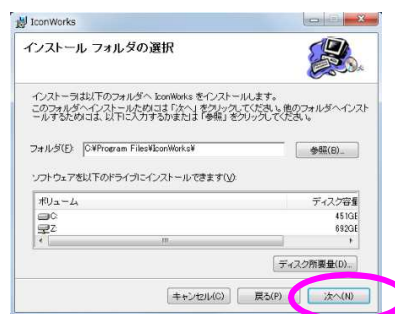 IconWorks
インストール フォルダの選択
インストーラは以下のフォルダへ IconWorks をインストールします。
このフォルダへインストールするためには「次へ」をクリックしてください。他のフォルダへインスト
ールするためには、以下に入力するかまたは「参照」をクリックしてください。
フォルダ(F): C:¥Program Files¥IconWorks¥ 参照(B)...
ソフトウェアを以下のドライブにインストールできます(V):
ボリューム ディスク容量
C: 451GE
Z: 692GE
ディスク所要量(D)...
キャンセル(C) 戻る(P) 次へ(N)